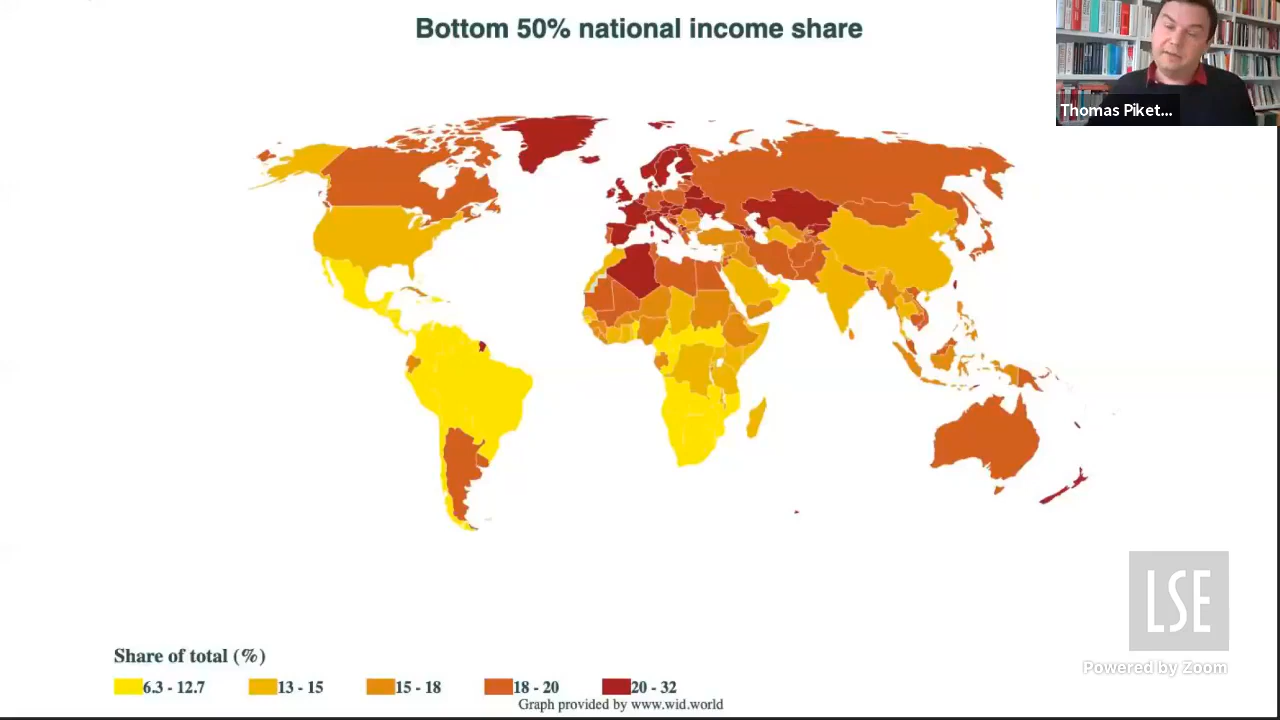 Bottom 50% national income share
Thomas Piket...
LSE
Powered by Zoom
Share of total (%)
6.3 - 12.7
13 - 15
15 - 18
18 - 20
20 - 32
Graph provided by www.wid.world